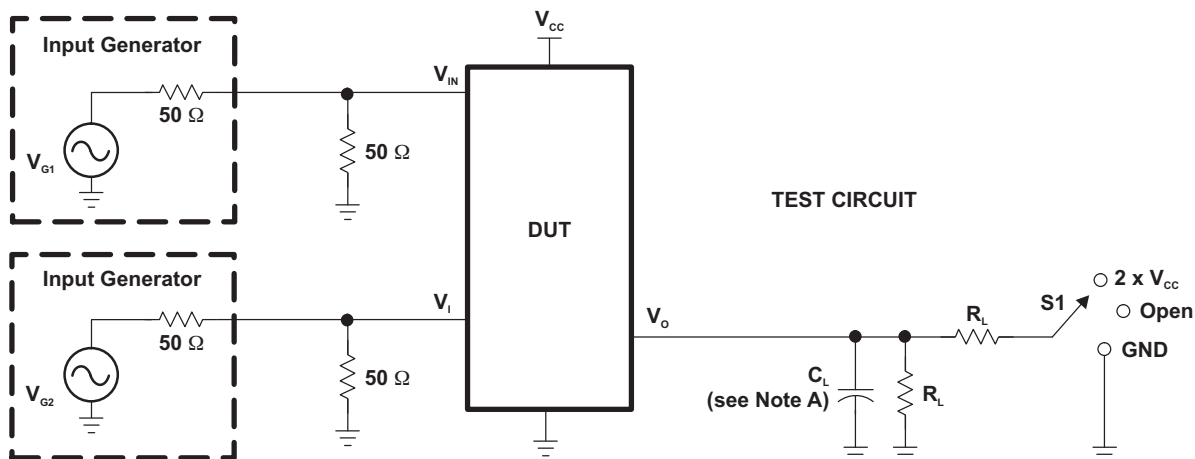 Input Generator
50 Ω
V_G1
V_IN
50 Ω
V_CC
DUT
TEST CIRCUIT
Input Generator
50 Ω
V_G2
V_I
50 Ω
V_O
C_L
(see Note A)
R_L
R_L
S1
2 x V_CC
Open
GND